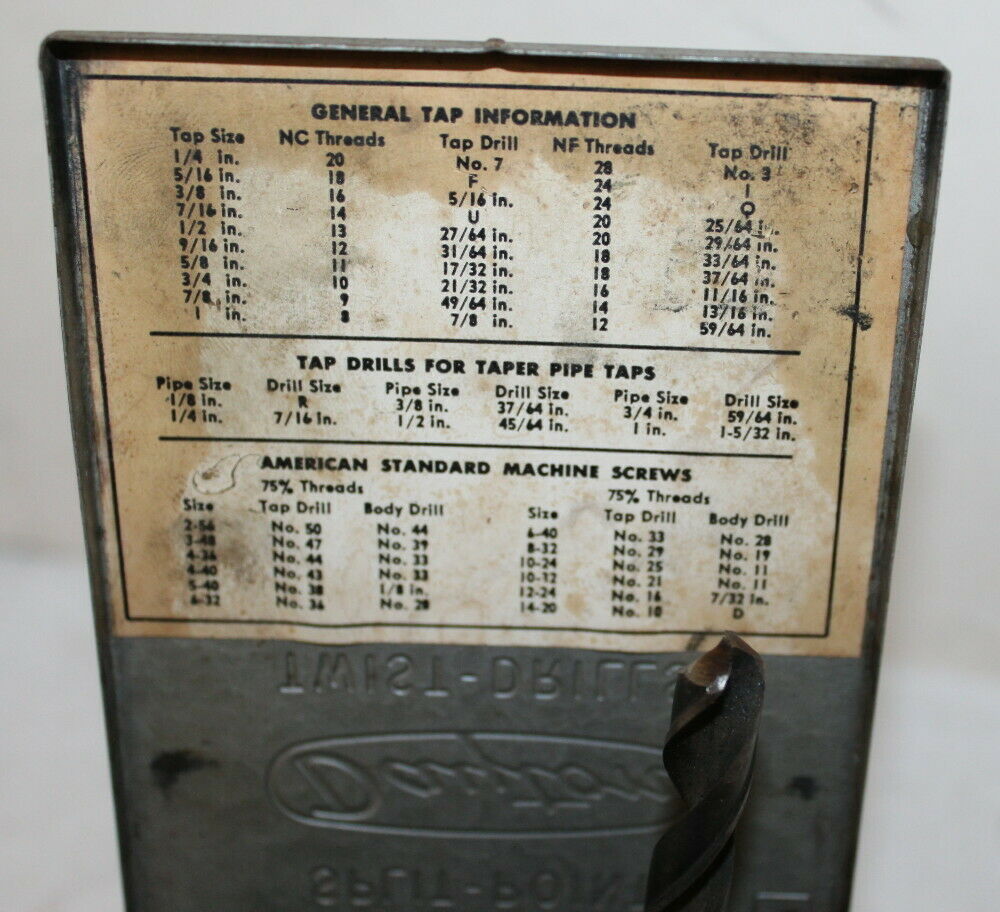 GENERAL TAP INFORMATION
Tap Size NC Threads Tap Drill NF Threads Tap Drill
1/4 in. 20 No. 7 28 No. 3
5/16 in. 18 F 24 I
3/8 in. 16 5/16 in. 24 Q
7/16 in. 14 U 20 25/64 in.
1/2 in. 13 27/64 in. 20 29/64 in.
9/16 in. 12 31/64 in. 18 33/64 in.
5/8 in. 11 17/32 in. 18 37/64 in.
3/4 in. 10 21/32 in. 16 11/16 in.
7/8 in. 9 49/64 in. 14 13/16 in.
1 in. 8 7/8 in. 12 59/64 in.
TAP DRILLS FOR TAPER PIPE TAPS
Pipe Size Drill Size Pipe Size Drill Size Pipe Size Drill Size
1/8 in. R 3/8 in. 37/64 in. 3/4 in. 59/64 in.
1/4 in. 7/16 in. 1/2 in. 45/64 in. 1 in. 1-5/32 in.
AMERICAN STANDARD MACHINE SCREWS
75% Threads 75% Threads
Size Tap Drill Body Drill Size Tap Drill Body Drill
2-56 No. 50 No. 44 6-40 No. 33 No. 28
3-48 No. 47 No. 39 8-32 No. 29 No. 19
4-36 No. 44 No. 33 10-24 No. 25 No. 11
4-40 No. 43 No. 33 10-12 No. 21 No. 11
5-40 No. 38 1/8 in. 12-24 No. 16 7/32 in.
6-32 No. 36 No. 28 14-20 No. 10 D
TWIST-DRILLS
Dayton
SPLIT-POINT